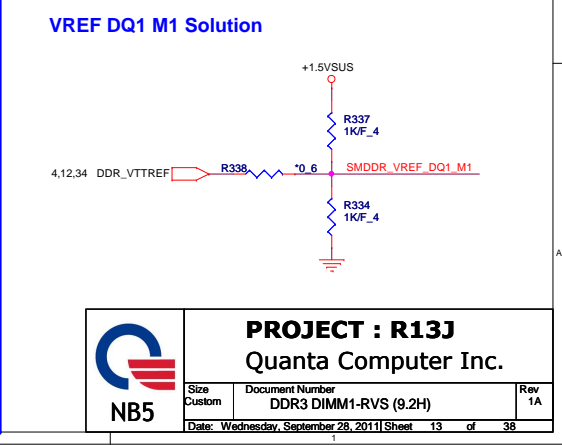 VREF DQ1 M1 Solution
+1.5VSUS
R337
1K/F_4
4,12,34 DDR_VTTREF R338 *0_6 SMDDR_VREF_DQ1_M1
R334
1K/F_4
A
PROJECT : R13J
Quanta Computer Inc.
NB5
Size Document Number Rev
Custom DDR3 DIMM1-RVS (9.2H) 1A
Date: Wednesday, September 28, 2011 Sheet 13 of 38
1